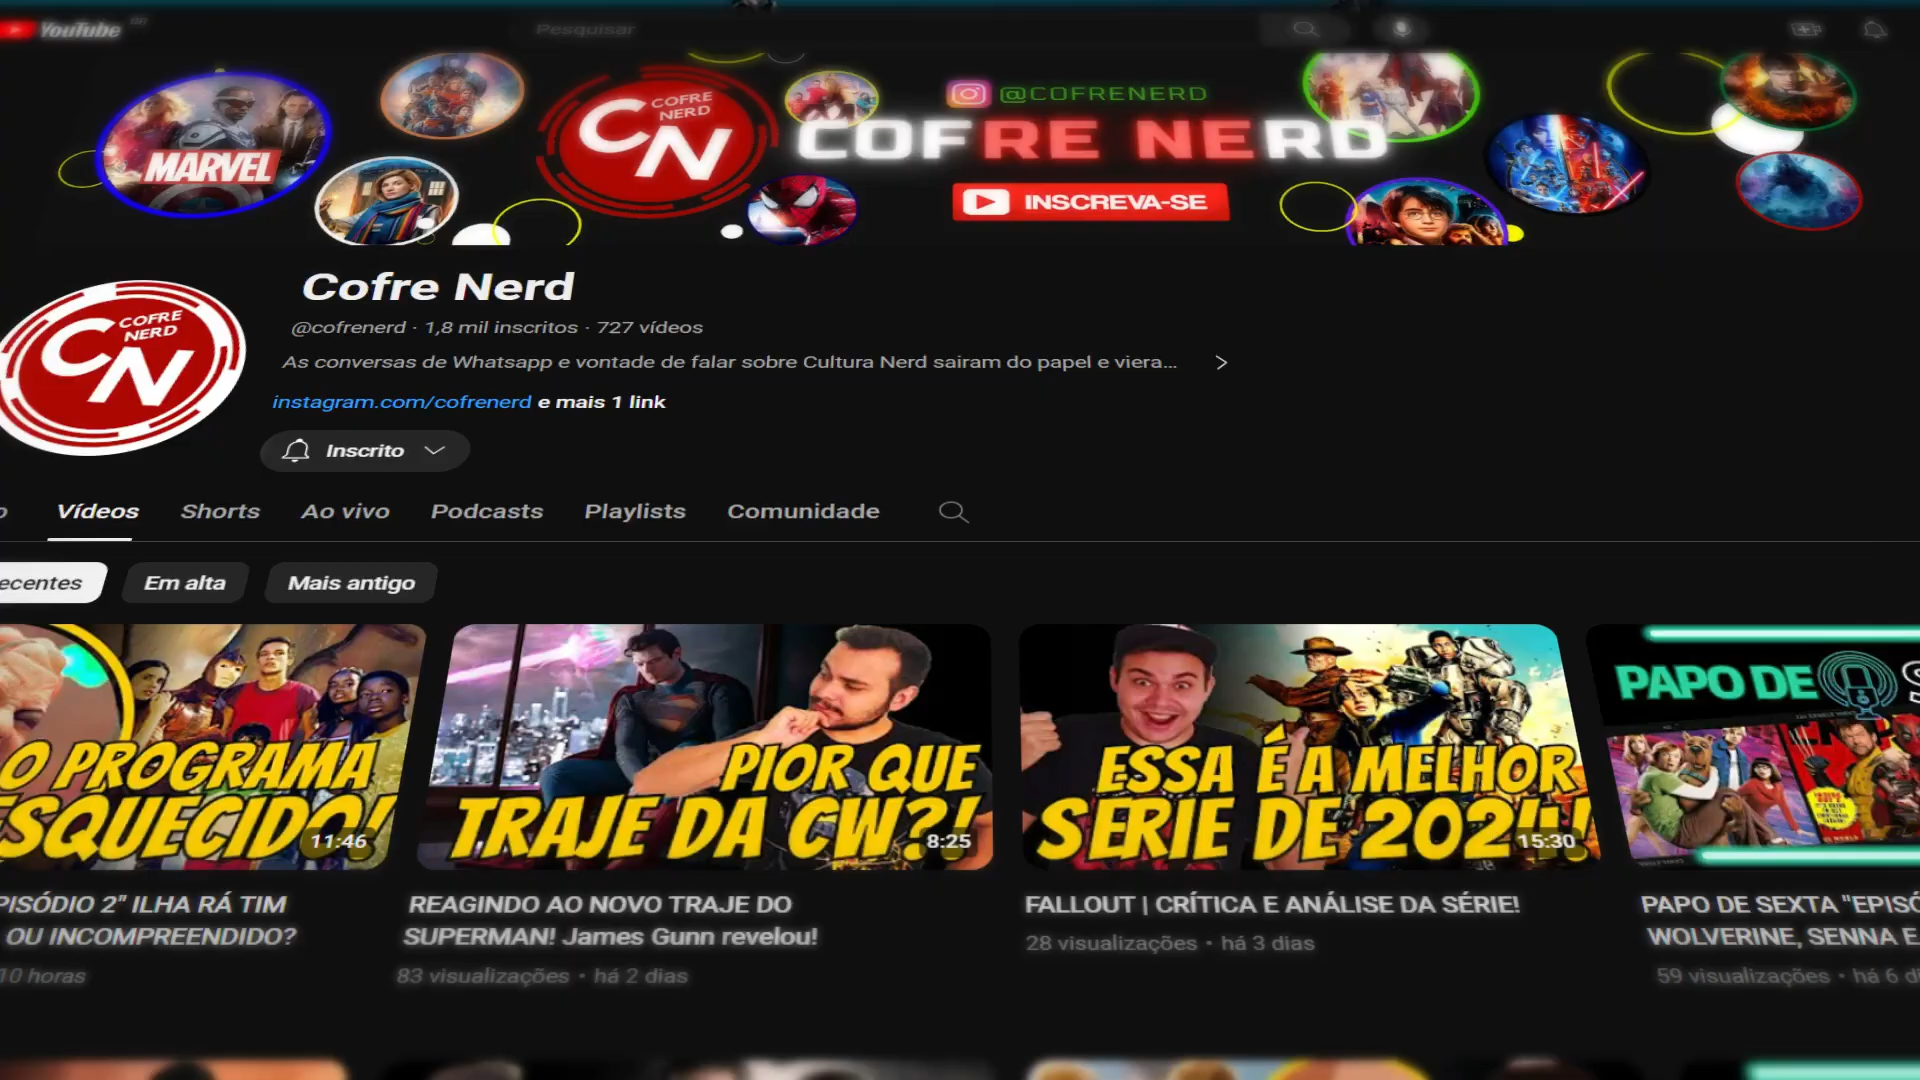 YouTube BR
Pesquisar
MARVEL
COFRE
NERD
CN
@COFRENERD
COFRE NERD
INSCREVA-SE
COFRE
NERD
CN
Cofre Nerd
@cofrenerd · 1,8 mil inscritos · 727 vídeos
As conversas de Whatsapp e vontade de falar sobre Cultura Nerd sairam do papel e viera...
instagram.com/cofrenerd e mais 1 link
Inscrito
o Vídeos Shorts Ao vivo Podcasts Playlists Comunidade
ecentes Em alta Mais antigo
O PROGRAMA
ESQUECIDO!
11:46
PIOR QUE
TRAJE DA CW?!
8:25
ESSA É A MELHOR
SERIE DE 2024!
15:30
PAPO DE S
PISÓDIO 2" ILHA RÁ TIM
OU INCOMPREENDIDO?
10 horas
REAGINDO AO NOVO TRAJE DO
SUPERMAN! James Gunn revelou!
83 visualizações • há 2 dias
FALLOUT | CRÍTICA E ANÁLISE DA SÉRIE!
28 visualizações • há 3 dias
PAPO DE SEXTA "EPISÓ
WOLVERINE, SENNA E
59 visualizações • há 6 di